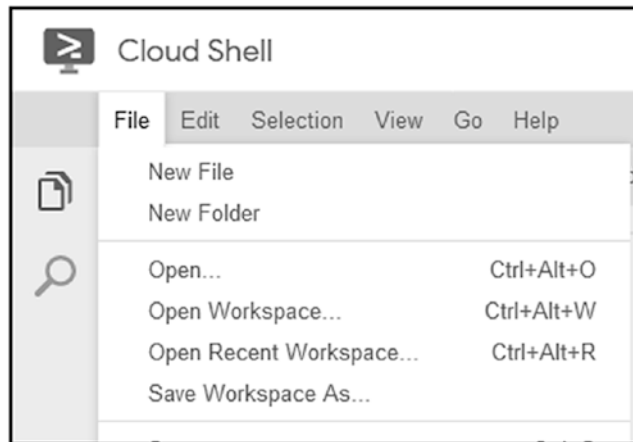 Cloud Shell
File Edit Selection View Go Help
New File
New Folder
Open... Ctrl+Alt+O
Open Workspace... Ctrl+Alt+W
Open Recent Workspace... Ctrl+Alt+R
Save Workspace As...